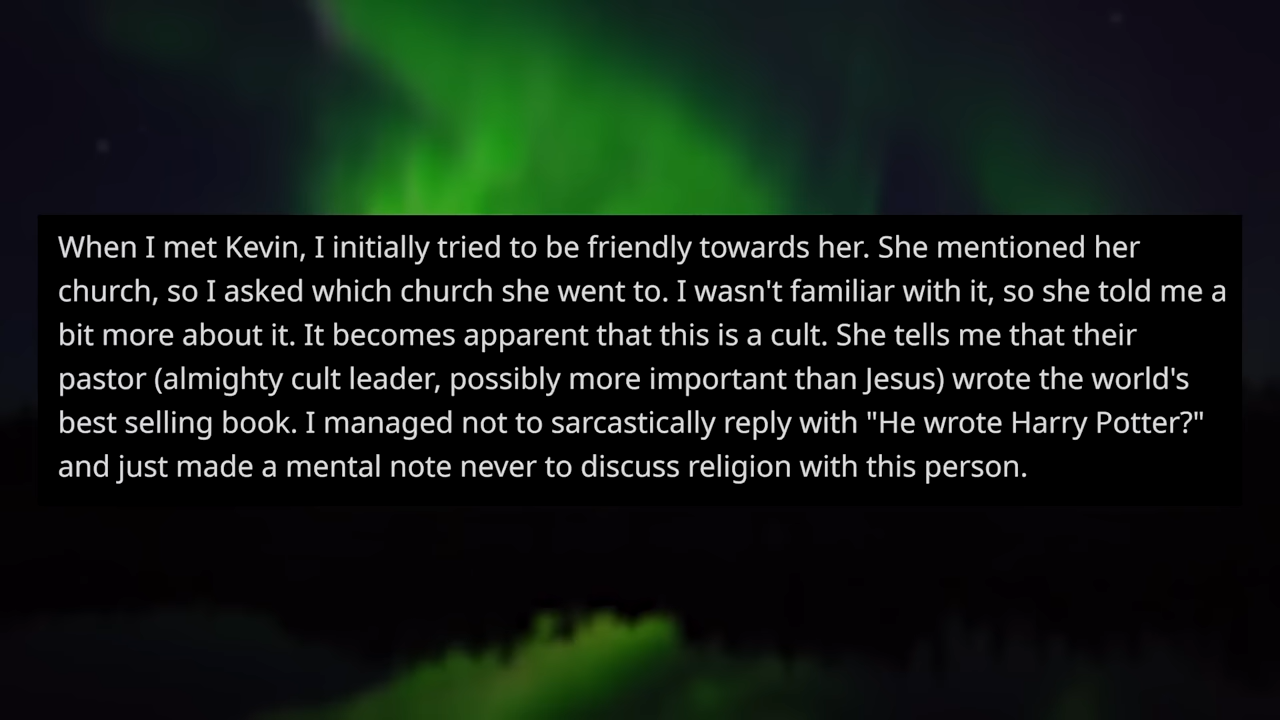 When I met Kevin, I initially tried to be friendly towards her. She mentioned her
church, so I asked which church she went to. I wasn't familiar with it, so she told me a
bit more about it. It becomes apparent that this is a cult. She tells me that their
pastor (almighty cult leader, possibly more important than Jesus) wrote the world's
best selling book. I managed not to sarcastically reply with "He wrote Harry Potter?"
and just made a mental note never to discuss religion with this person.